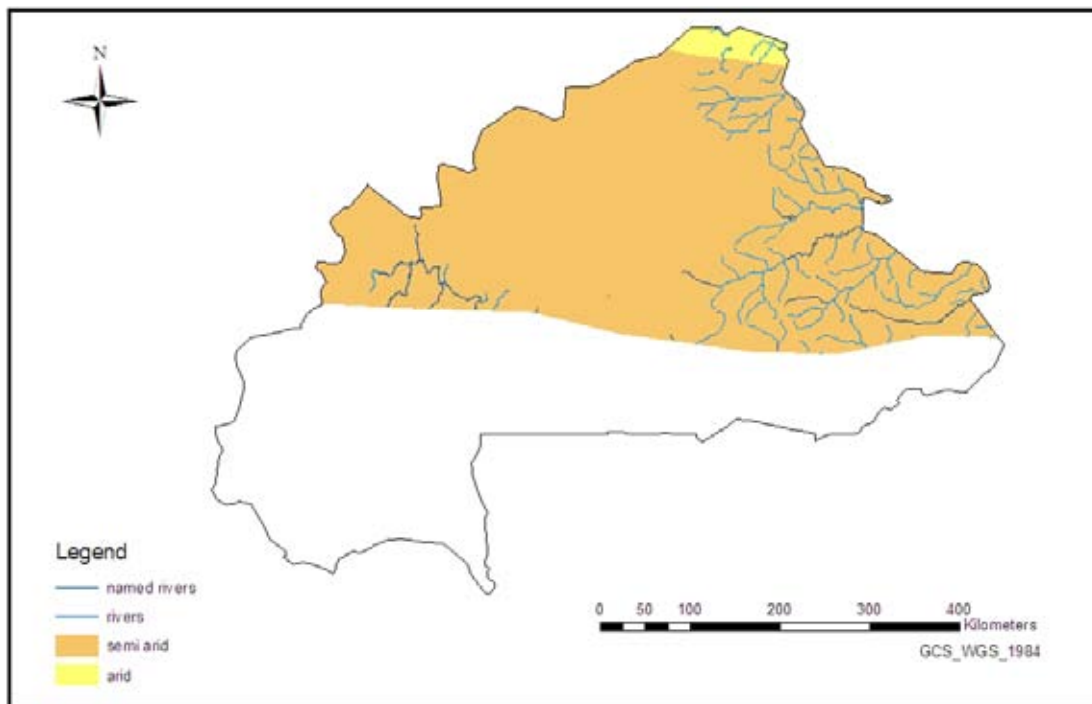 N
Legend
named rivers
rivers
semi arid
arid
0 50 100 200 300 400
Kilometers
GCS_WGS_1984